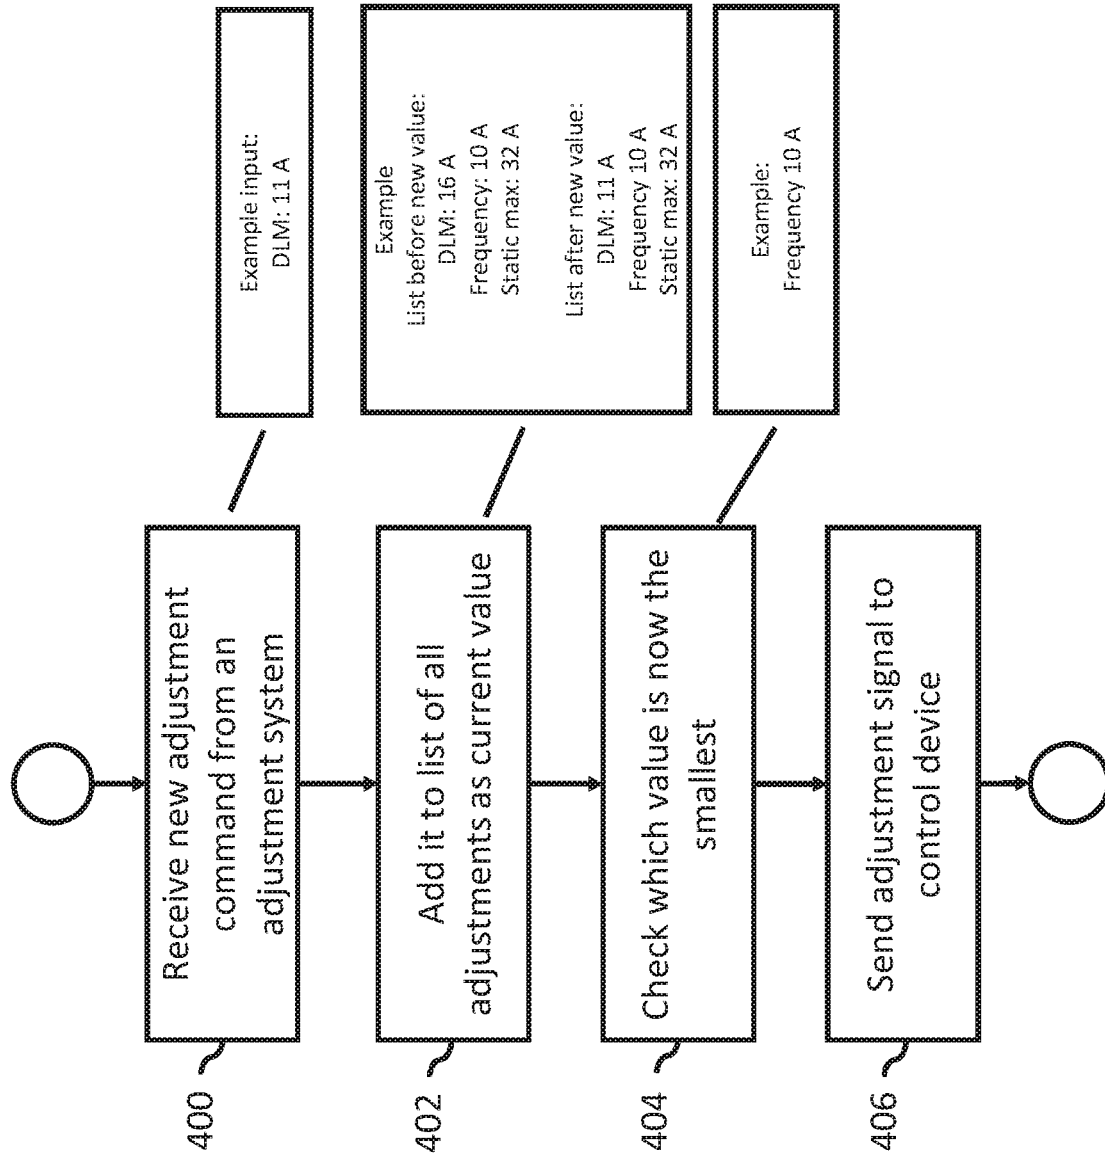 400
Receive new adjustment
command from an
adjustment system
Example input:
DLM: 11 A
402
Add it to list of all
adjustments as current value
Example
List before new value:
DLM: 16 A
Frequency: 10 A
Static max: 32 A
List after new value:
DLM: 11 A
Frequency 10 A
Static max: 32 A
404
Check which value is now the
smallest
Example:
Frequency 10 A
406
Send adjustment signal to
control device